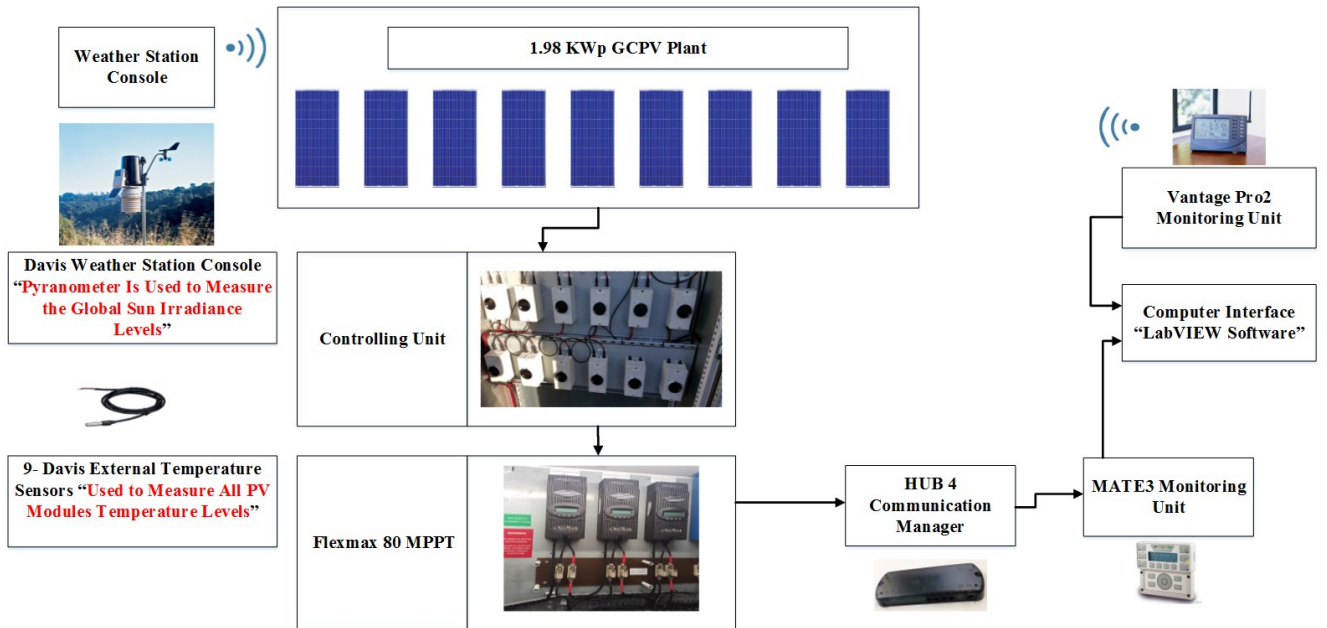 Weather Station
Console
1.98 KWp GCPV Plant
Vantage Pro2
Monitoring Unit
Davis Weather Station Console
“Pyranometer Is Used to Measure
the Global Sun Irradiance
Levels”
Controlling Unit
Computer Interface
“LabVIEW Software”
9- Davis External Temperature
Sensors “Used to Measure All PV
Modules Temperature Levels”
Flexmax 80 MPPT
HUB 4
Communication
Manager
MATE3 Monitoring
Unit